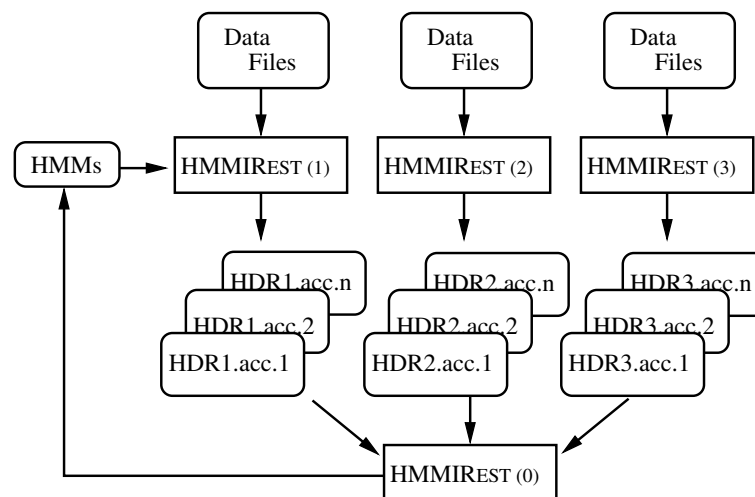 Data
Files
Data
Files
Data
Files
HMMs
HMMIREST (1)
HMMIREST (2)
HMMIREST (3)
HDR1.acc.n
HDR2.acc.n
HDR3.acc.n
HDR1.acc.2
HDR2.acc.2
HDR3.acc.2
HDR1.acc.1
HDR2.acc.1
HDR3.acc.1
HMMIREST (0)